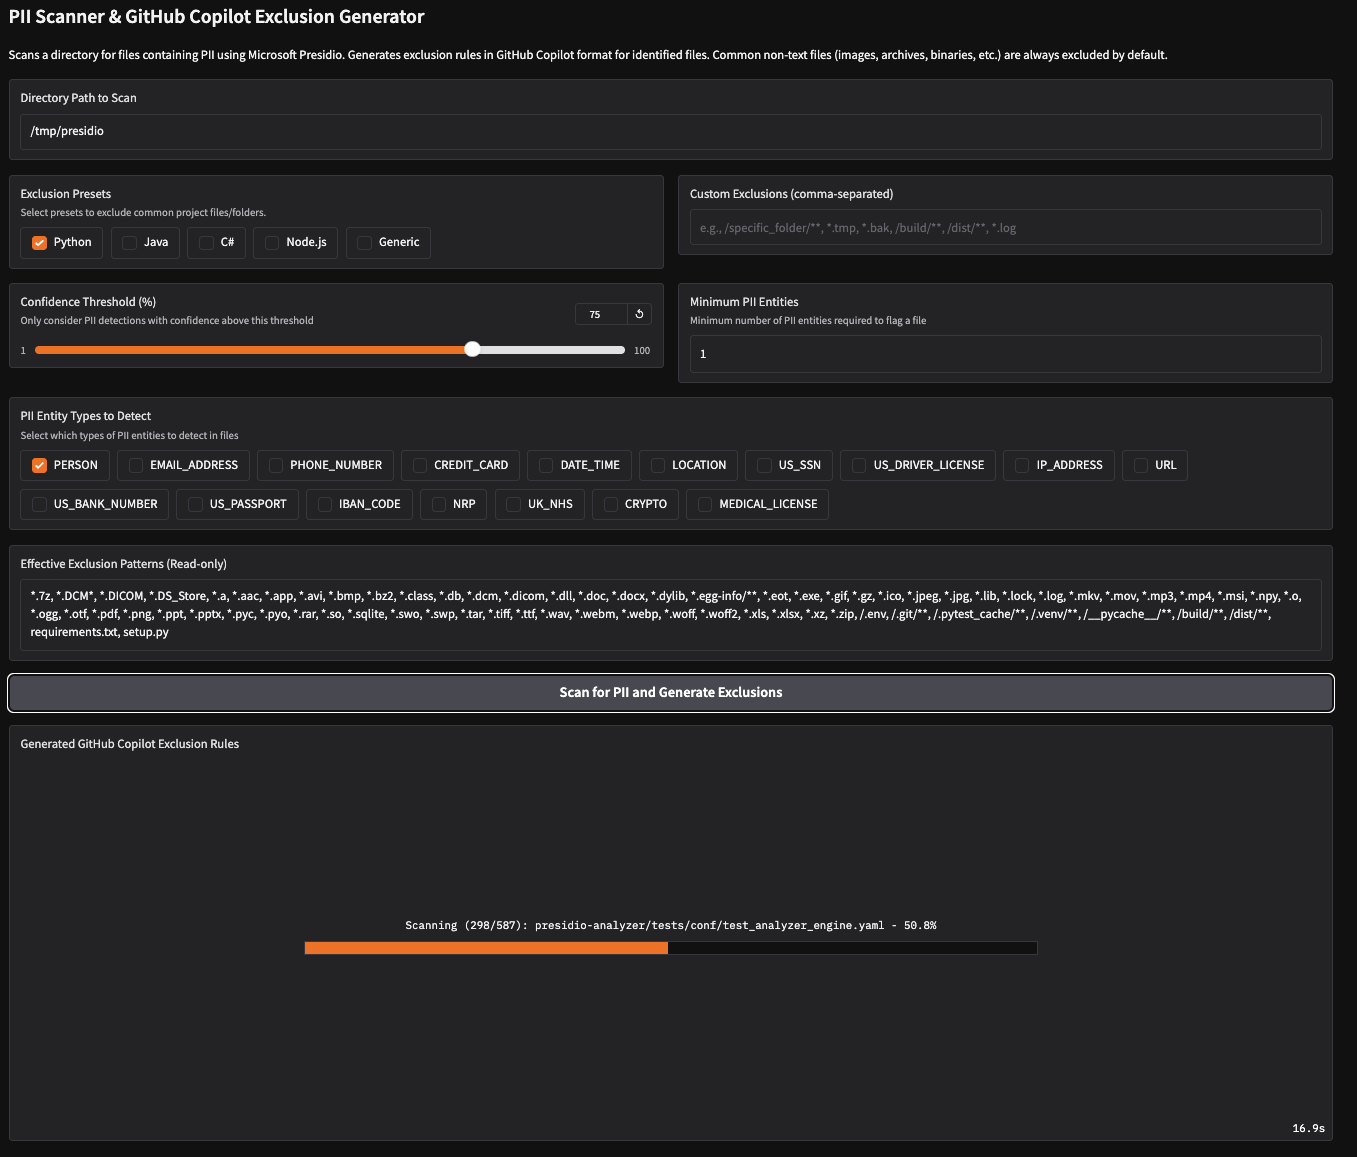 PII Scanner & GitHub Copilot Exclusion Generator
Scans a directory for files containing PII using Microsoft Presidio. Generates exclusion rules in GitHub Copilot format for identified files. Common non-text files (images, archives, binaries, etc.) are always excluded by default.
Directory Path to Scan
/tmp/presidio
Exclusion Presets
Select presets to exclude common project files/folders.
Python Java C# Node.js Generic
Custom Exclusions (comma-separated)
e.g., /specific_folder/**, *.tmp, *.bak, /build/**, /dist/**, *.log
Confidence Threshold (%)
Only consider PII detections with confidence above this threshold
75
1 100
Minimum PII Entities
Minimum number of PII entities required to flag a file
1
PII Entity Types to Detect
Select which types of PII entities to detect in files
PERSON EMAIL_ADDRESS PHONE_NUMBER CREDIT_CARD DATE_TIME LOCATION US_SSN US_DRIVER_LICENSE IP_ADDRESS URL
US_BANK_NUMBER US_PASSPORT IBAN_CODE NRP UK_NHS CRYPTO MEDICAL_LICENSE
Effective Exclusion Patterns (Read-only)
*.7z, *.DCM*, *.DICOM, *.DS_Store, *.a, *.aac, *.app, *.avi, *.bmp, *.bz2, *.class, *.db, *.dcm, *.dicom, *.dll, *.doc, *.docx, *.dylib, *.egg-info/**, *.eot, *.exe, *.gif, *.gz, *.ico, *.jpeg, *.jpg, *.lib, *.lock, *.log, *.mkv, *.mov, *.mp3, *.mp4, *.msi, *.npy, *.o,
*.ogg, *.otf, *.pdf, *.png, *.ppt, *.pptx, *.pyc, *.pyo, *.rar, *.so, *.sqlite, *.swo, *.swp, *.tar, *.tiff, *.ttf, *.wav, *.webm, *.webp, *.woff, *.woff2, *.xls, *.xlsx, *.xz, *.zip, /.env, /.git/**, /.pytest_cache/**, /.venv/**, /__pycache__/**, /build/**, /dist/**,
requirements.txt, setup.py
Scan for PII and Generate Exclusions
Generated GitHub Copilot Exclusion Rules
Scanning (298/587): presidio-analyzer/tests/conf/test_analyzer_engine.yaml - 50.8%
16.9s